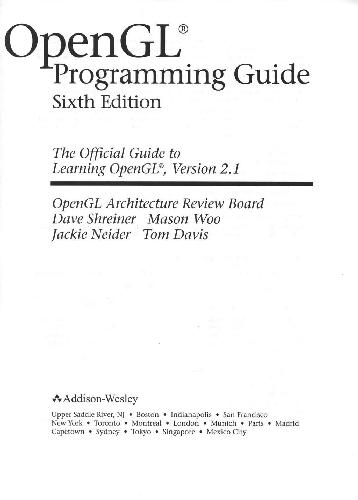 OpenGL®
Programming Guide
Sixth Edition
The Official Guide to
Learning OpenGL®, Version 2.1
OpenGL Architecture Review Board
Dave Shreiner Mason Woo
Jackie Neider Tom Davis
Addison-Wesley
Upper Saddle River, NJ • Boston • Indianapolis • San Francisco
New York • Toronto • Montreal • London • Munich • Paris • Madrid
Capetown • Sydney • Tokyo • Singapore • Mexico City